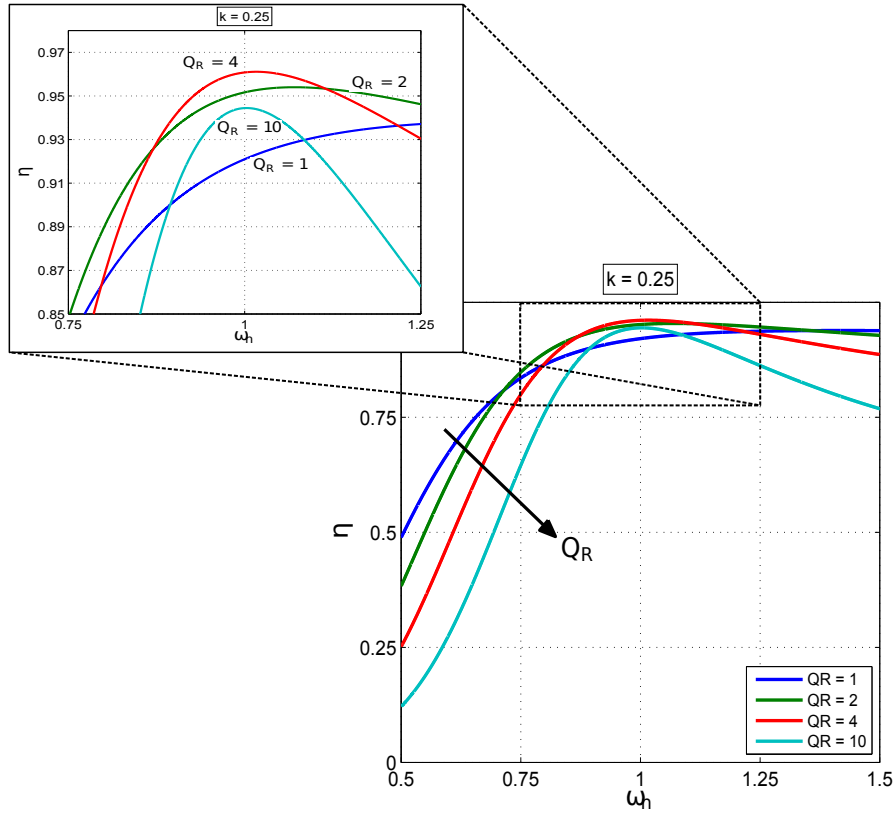 k = 0.25
0.97
0.95
0.93
0.91
0.89
0.87
0.85
η
Q_R = 4
Q_R = 2
Q_R = 10
Q_R = 1
0.75
1
1.25
ω_h
k = 0.25
0.75
0.5
0.25
0
η
Q_R
QR = 1
QR = 2
QR = 4
QR = 10
0.5
0.75
1
1.25
1.5
ω_h